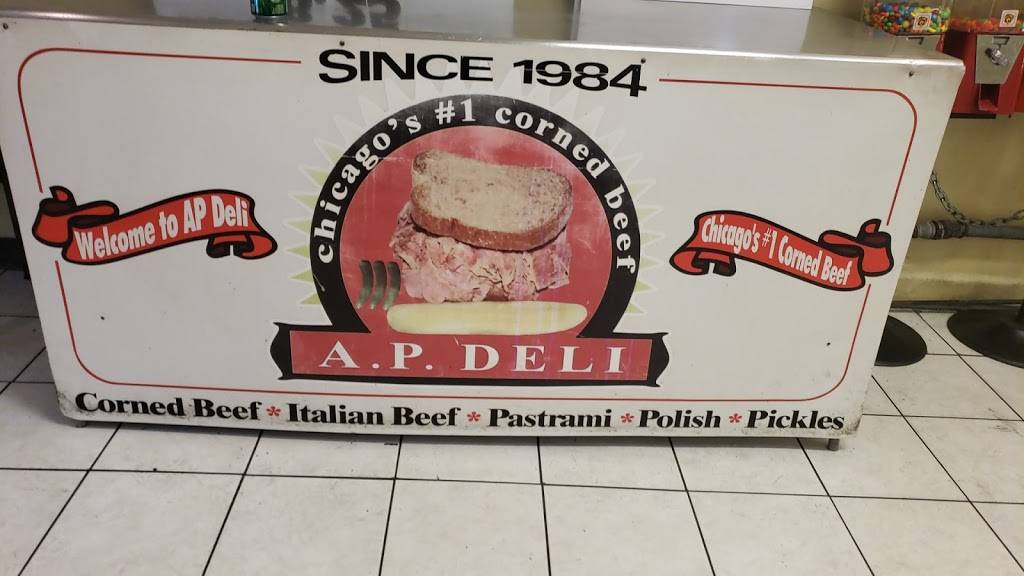 SINCE 1984
chicago's #1 corned beef
Welcome to AP Deli
Chicago's #1 Corned Beef
A.P. DELI
Corned Beef * Italian Beef * Pastrami * Polish * Pickles